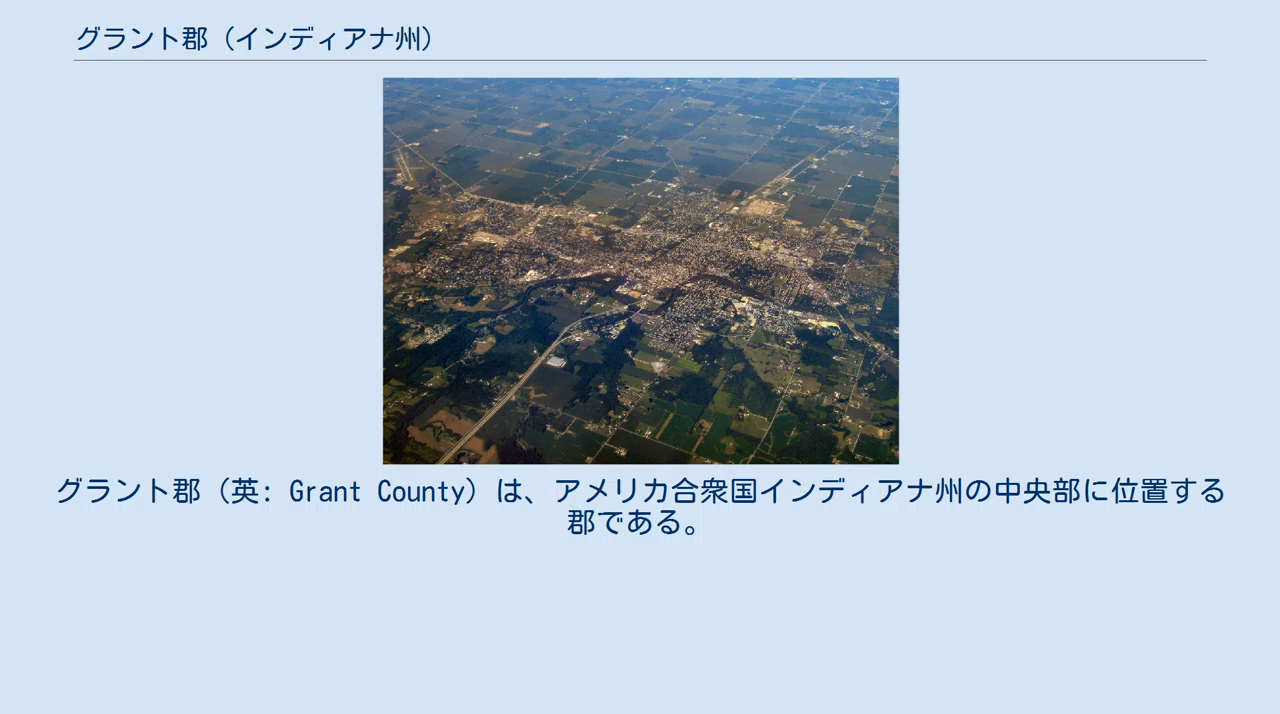 グラント郡（インディアナ州）
グラント郡（英: Grant County）は、アメリカ合衆国インディアナ州の中央部に位置する
郡である。